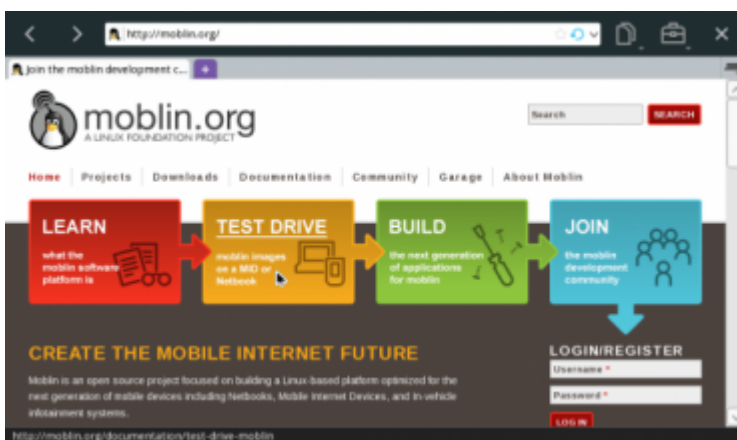 http://moblin.org/
Join the moblin development c...
moblin.org
A LINUX FOUNDATION PROJECT
Search
SEARCH
Home Projects Downloads Documentation Community Garage About Moblin
LEARN
what the
moblin software
platform is
TEST DRIVE
moblin images
on a MID or
Netbook
BUILD
the next generation
of applications
for moblin
JOIN
the moblin
development
community
CREATE THE MOBILE INTERNET FUTURE
Moblin is an open source project focused on building a Linux-based platform optimized for the
next generation of mobile devices including Netbooks, Mobile Internet Devices, and In-vehicle
infotainment systems.
LOGIN/REGISTER
Username *
Password *
LOG IN
http://moblin.org/documentation/test-drive-moblin